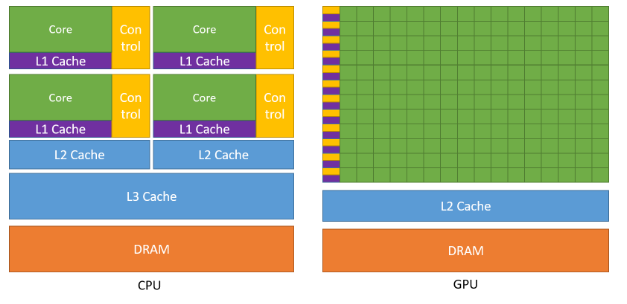 Core
Con
trol
L1 Cache
Core
Con
trol
L1 Cache
Core
Con
trol
L1 Cache
Core
Con
trol
L1 Cache
L2 Cache
L2 Cache
L3 Cache
DRAM
CPU
L2 Cache
DRAM
GPU